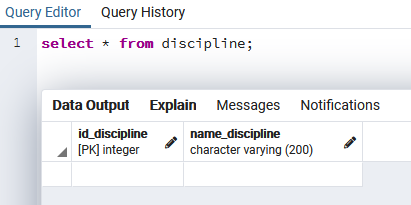 Query Editor Query History
1 select * from discipline;
Data Output Explain Messages Notifications
id_discipline name_discipline
[PK] integer character varying (200)